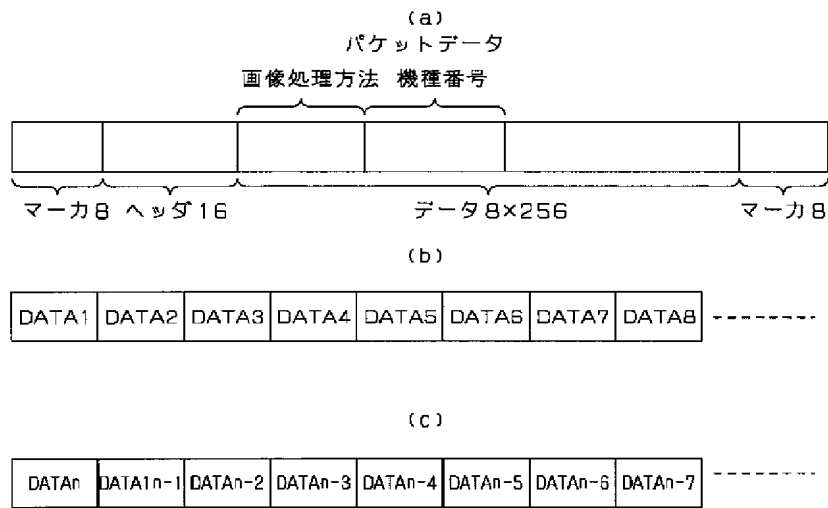 (a)
パケットデータ
画像処理方法 機種番号
マーカ8 ヘッダ16 データ8×256 マーカ8
(b)
DATA1 DATA2 DATA3 DATA4 DATA5 DATA6 DATA7 DATA8
(c)
DATAn DATA1n-1 DATAn-2 DATAn-3 DATAn-4 DATAn-5 DATAn-6 DATAn-7